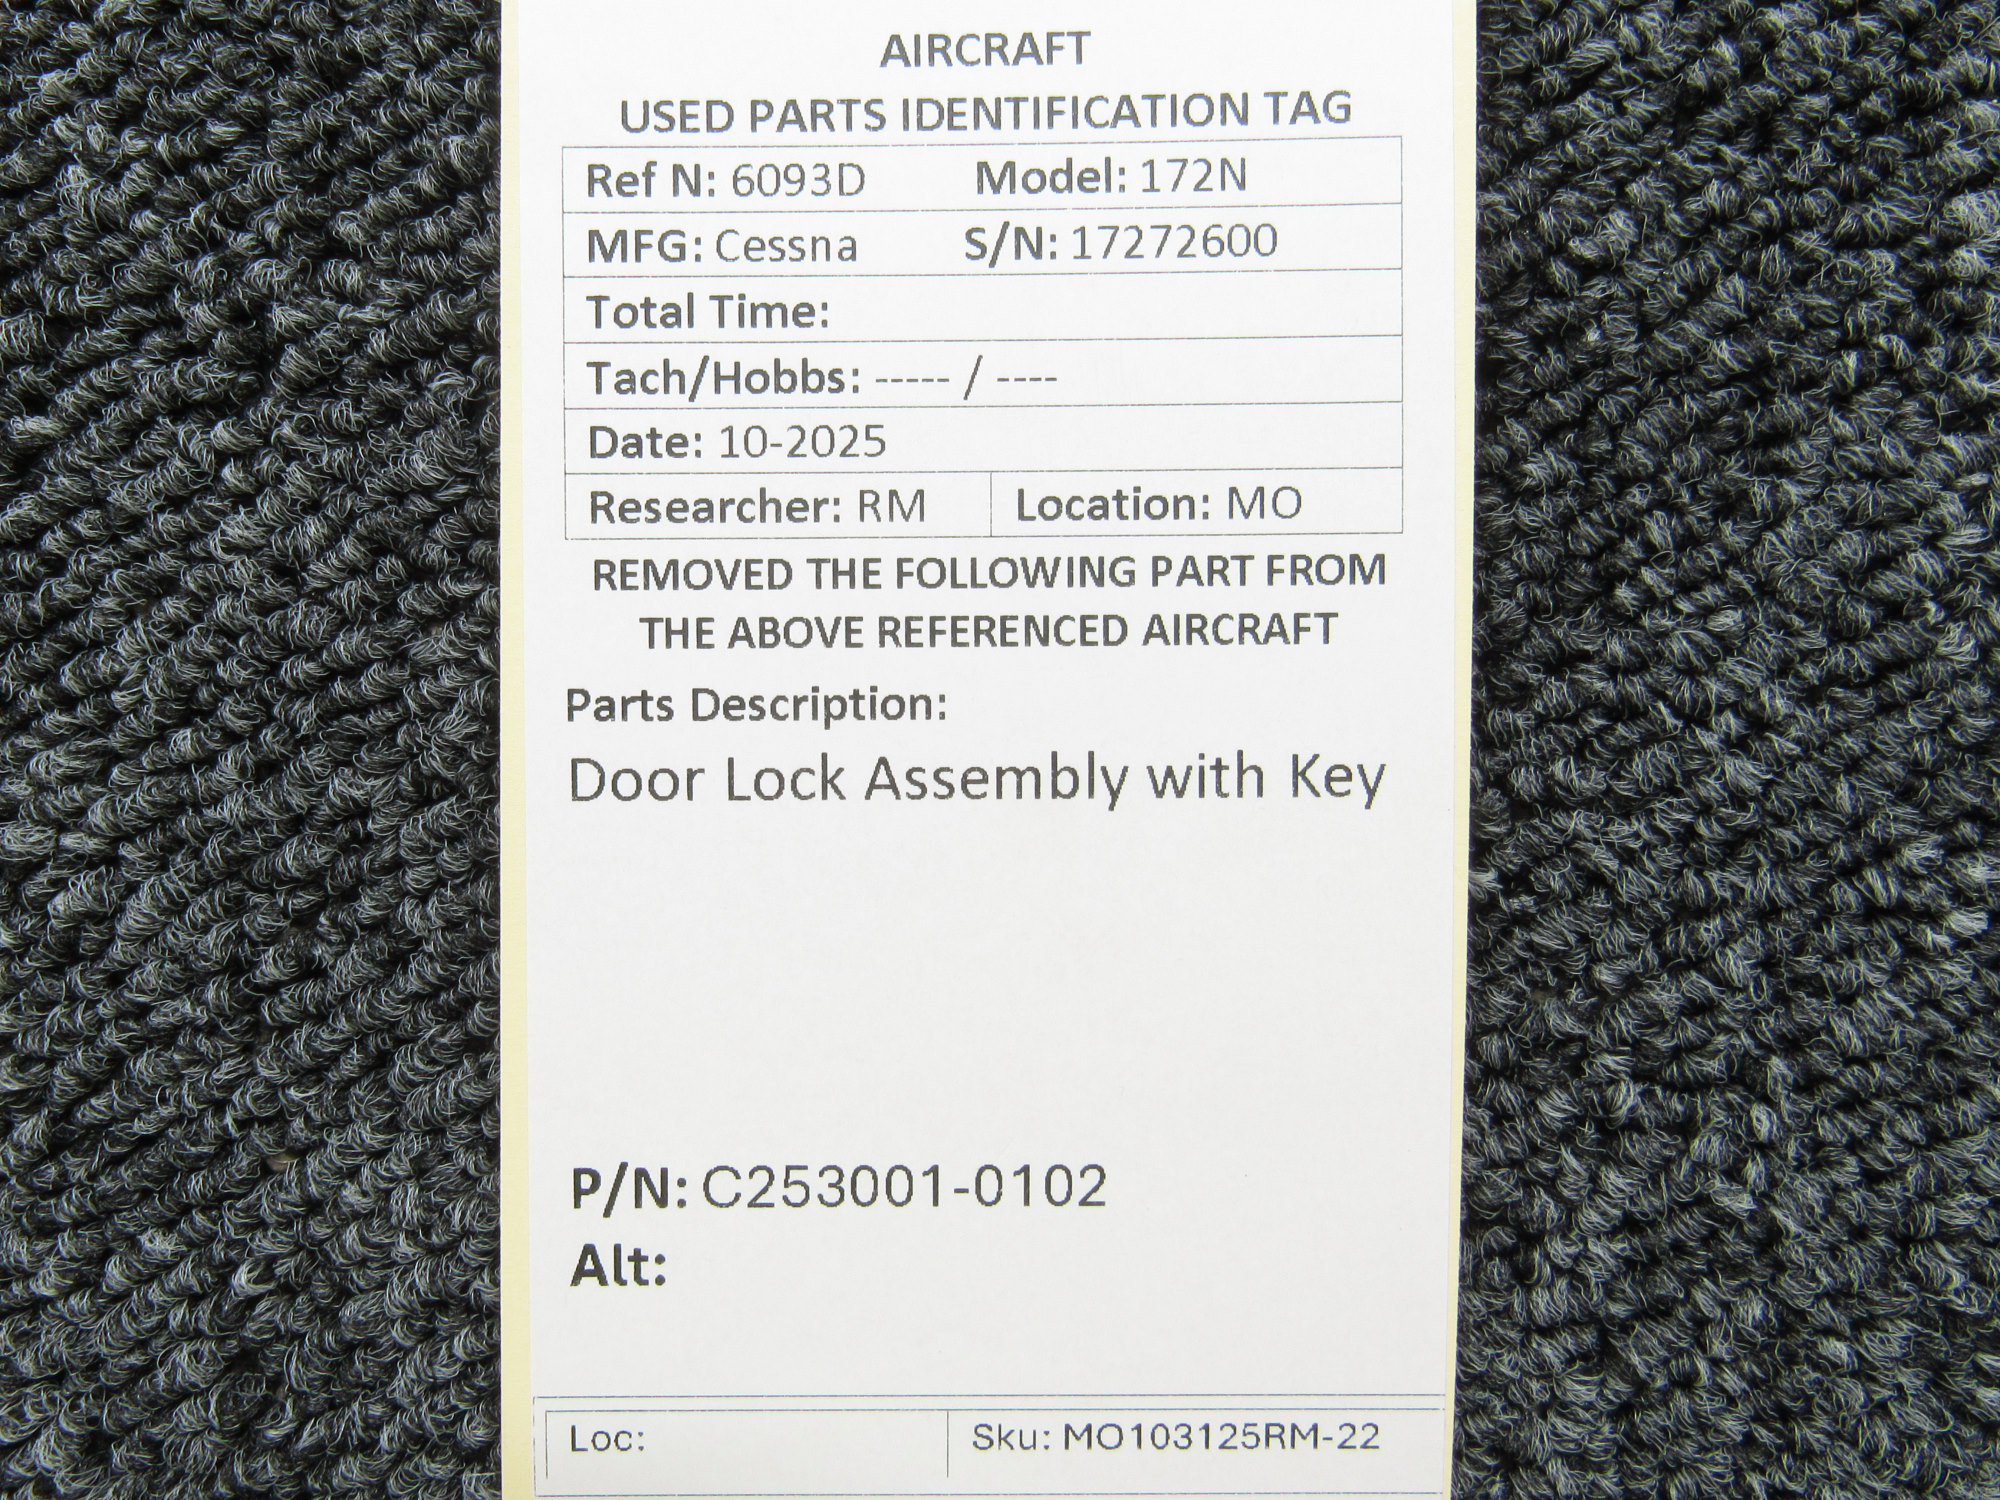 AIRCRAFT
USED PARTS IDENTIFICATION TAG
Ref N: 6093D Model: 172N
MFG: Cessna S/N: 17272600
Total Time:
Tach/Hobbs: ----- / ----
Date: 10-2025
Researcher: RM Location: MO
REMOVED THE FOLLOWING PART FROM
THE ABOVE REFERENCED AIRCRAFT
Parts Description:
Door Lock Assembly with Key
P/N: C253001-0102
Alt:
Loc: Sku: MO103125RM-22